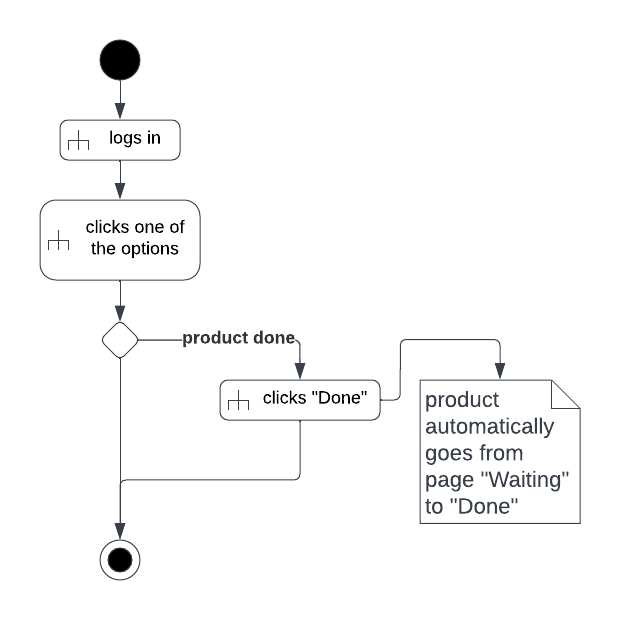 logs in
clicks one of
the options
product done
clicks "Done"
product
automatically
goes from
page "Waiting"
to "Done"